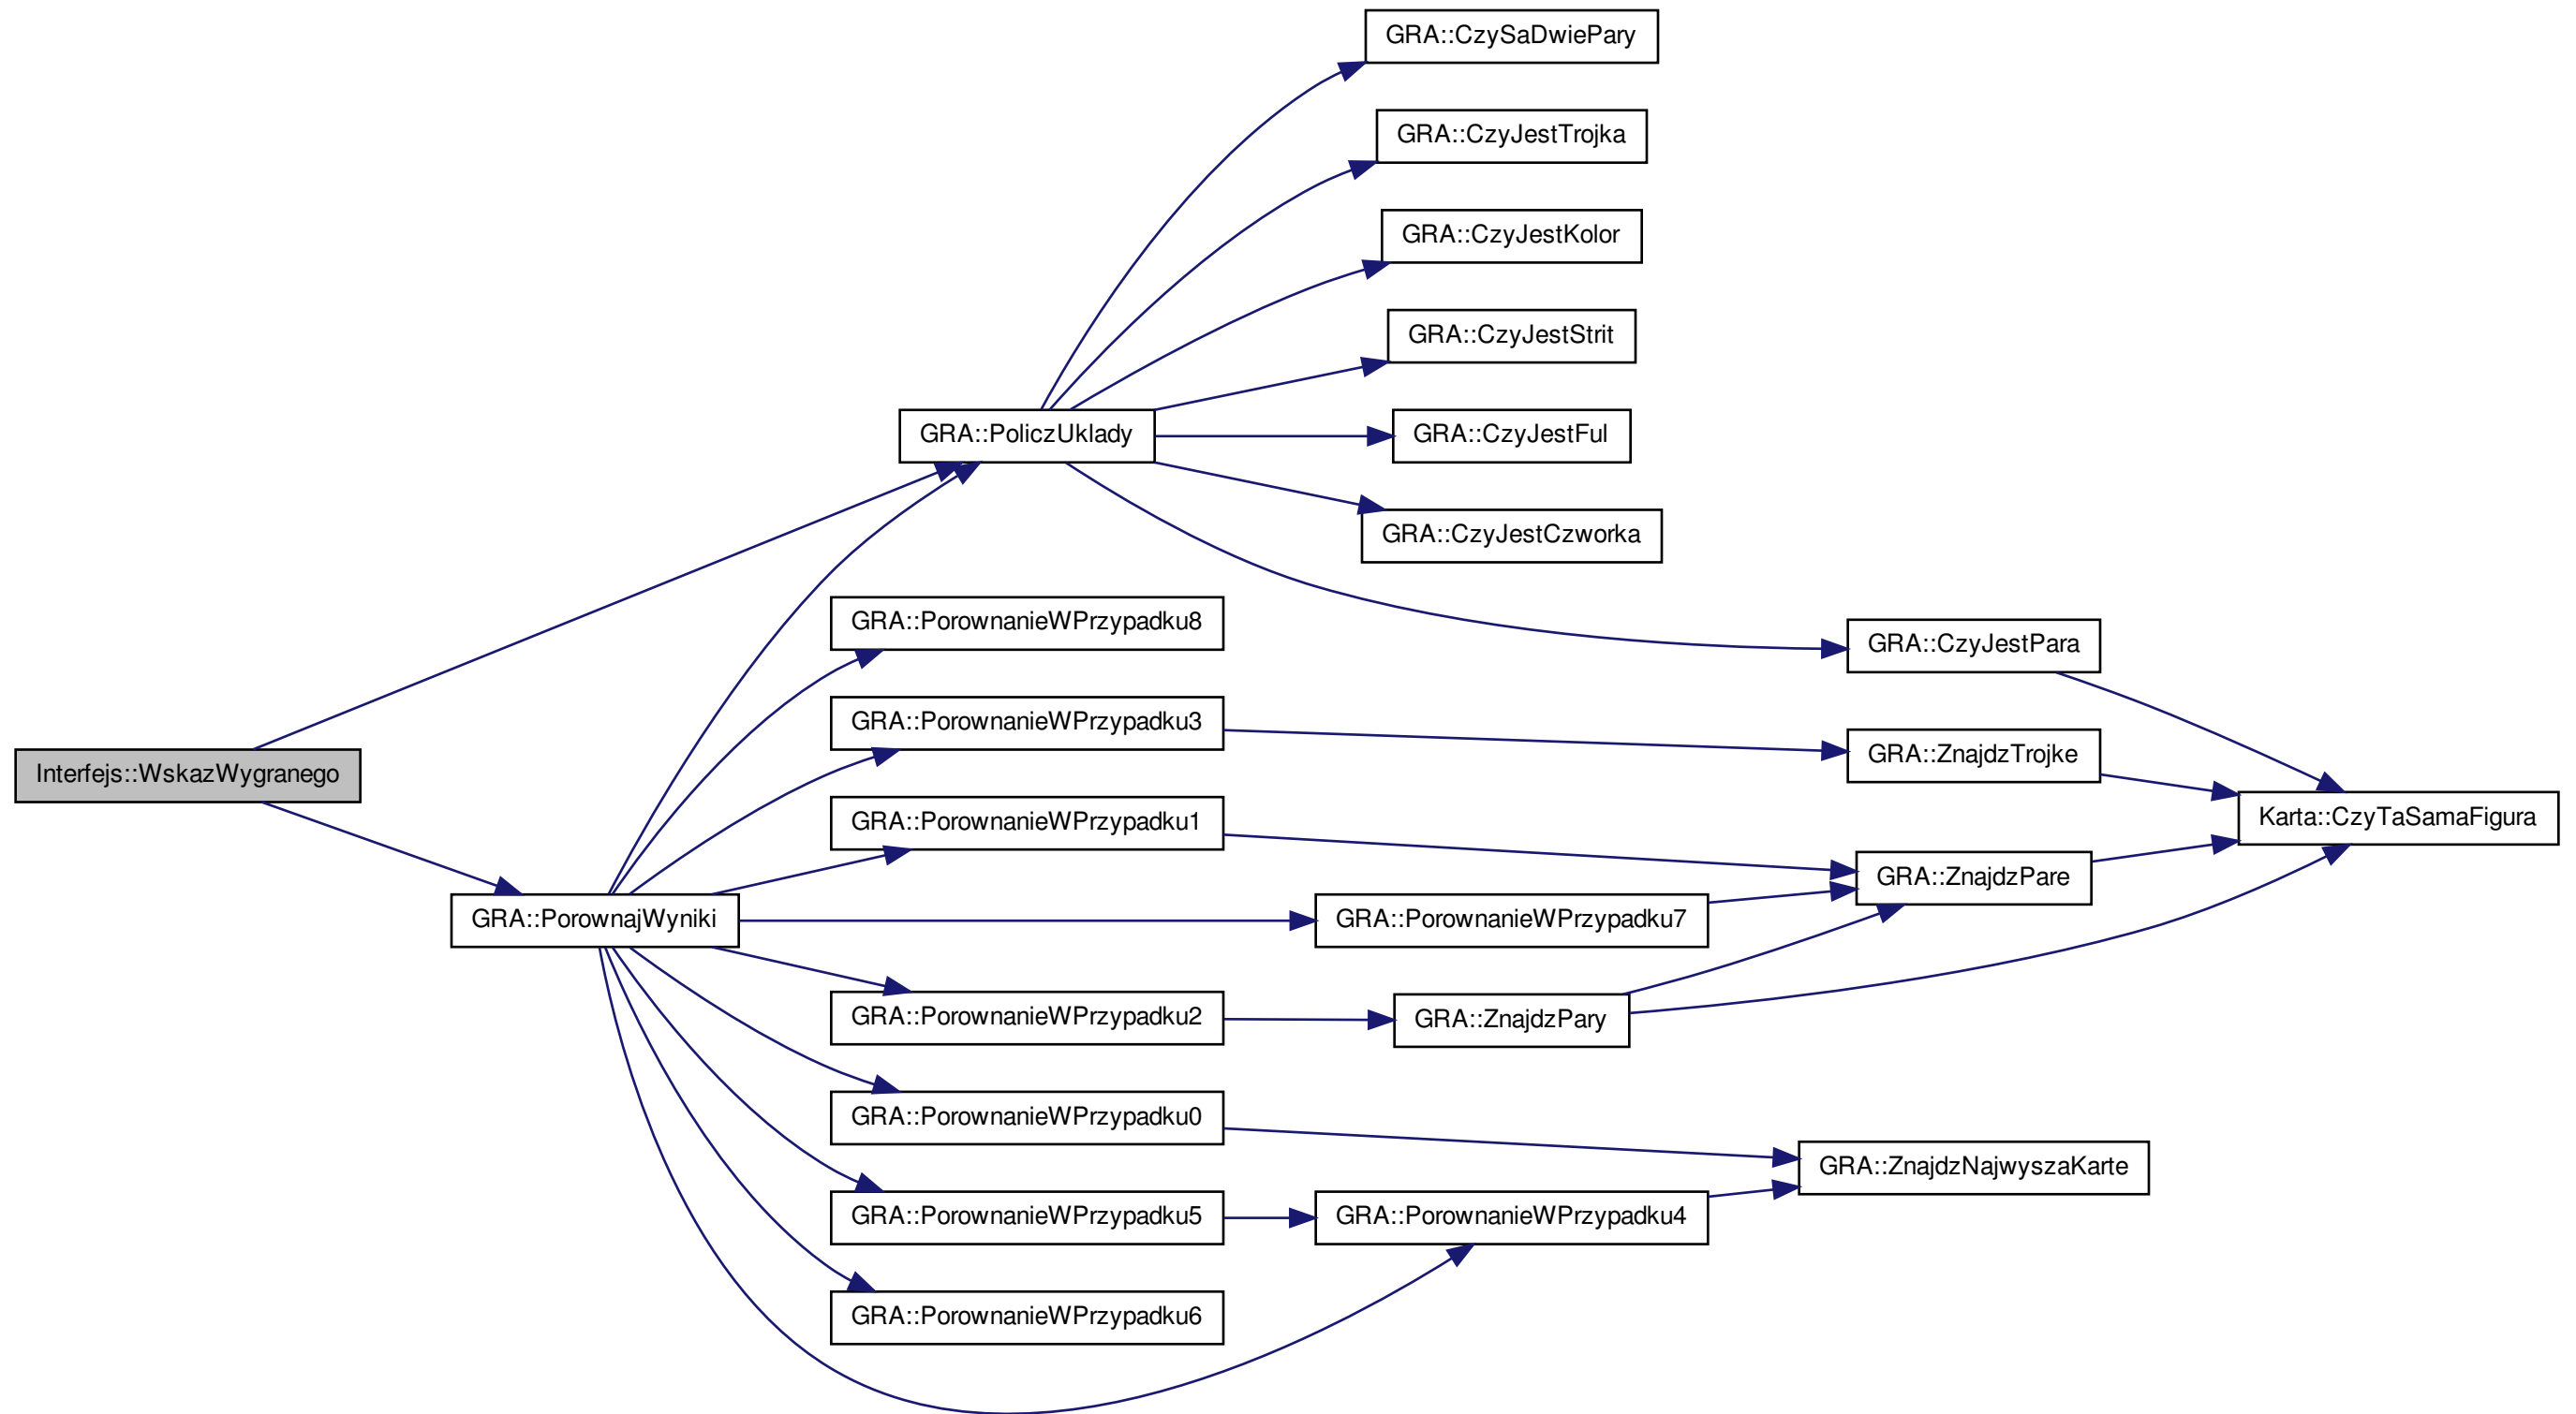 GRA::CzySaDwiePary
GRA::CzyJestTrojka
GRA::CzyJestKolor
GRA::CzyJestStrit
GRA::PoliczUklady
GRA::CzyJestFul
GRA::CzyJestCzworka
GRA::PorownanieWPrzypadku8
GRA::CzyJestPara
GRA::PorownanieWPrzypadku3
GRA::ZnajdzTrojke
Interfejs::WskazWygranego
GRA::PorownanieWPrzypadku1
Karta::CzyTaSamaFigura
GRA::ZnajdzPare
GRA::PorownajWyniki
GRA::PorownanieWPrzypadku7
GRA::PorownanieWPrzypadku2
GRA::ZnajdzPary
GRA::PorownanieWPrzypadku0
GRA::ZnajdzNajwyszaKarte
GRA::PorownanieWPrzypadku5
GRA::PorownanieWPrzypadku4
GRA::PorownanieWPrzypadku6